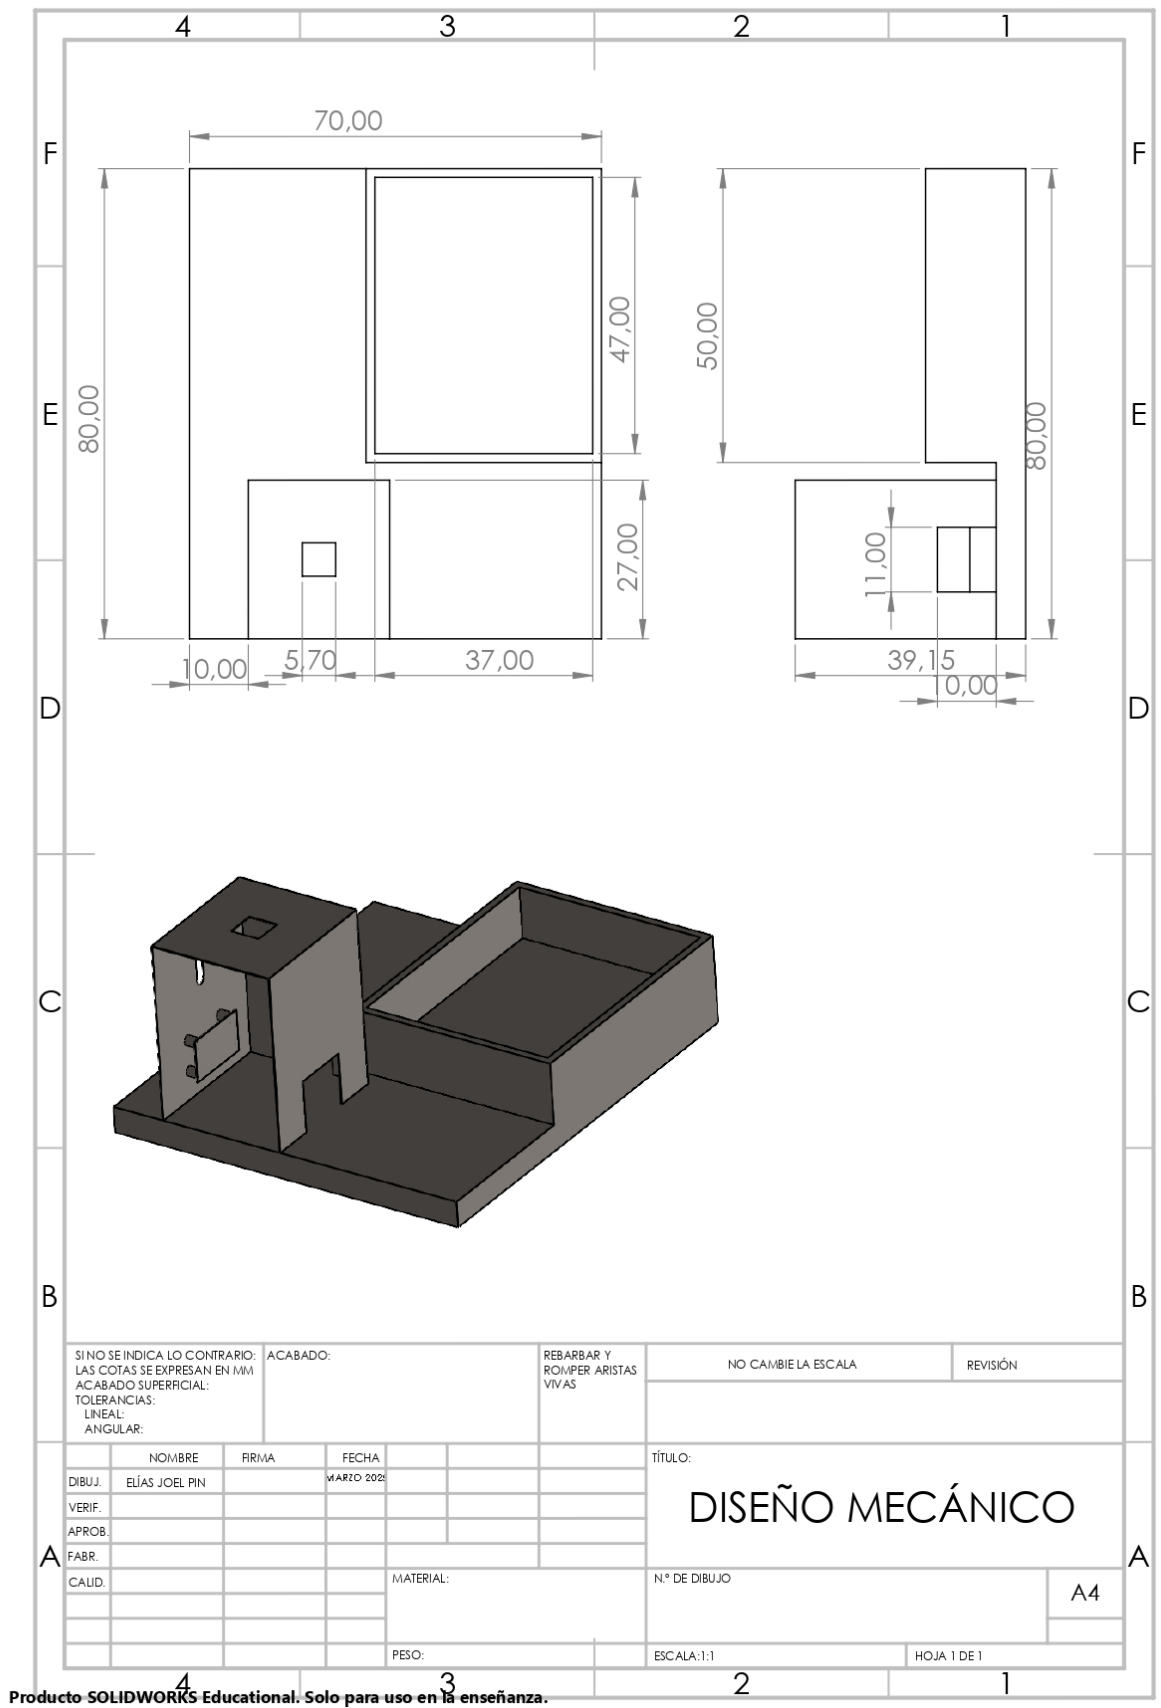 4 3 2 1
F F
E E
D D
C C
B B
A A
70,00
80,00
47,00
27,00
10,00
5,70
37,00
50,00
80,00
11,00
39,15
10,00
SI NO SE INDICA LO CONTRARIO:
LAS COTAS SE EXPRESAN EN MM
ACABADO SUPERFICIAL:
TOLERANCIAS:
LINEAL:
ANGULAR:
ACABADO:
REBARBAR Y
ROMPER ARISTAS
VIVAS
NO CAMBIE LA ESCALA
REVISIÓN
NOMBRE FIRMA FECHA
DIBUJ. ELÍAS JOEL PIN MARZO
VERIF.
APROB.
FABR.
CALID.
TÍTULO:
DISEÑO MECÁNICO
MATERIAL:
N.º DE DIBUJO
A4
PESO:
ESCALA:1:1
HOJA 1 DE 1
4 3 2 1
Producto SOLIDWORKS Educational. Solo para uso en la enseñanza.